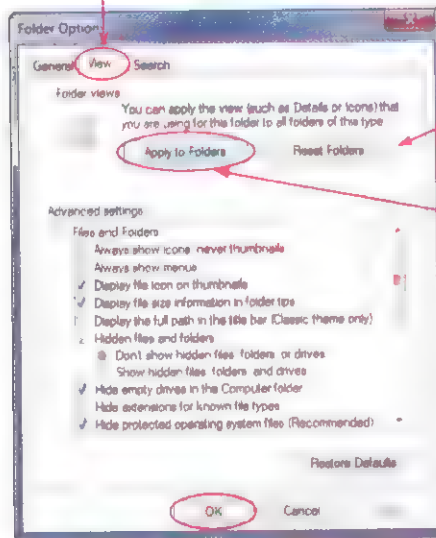 Folder Options
General View Search
Folder views
You can apply the view (such as Details or Icons) that
you are using for this folder to all folders of this type
Apply to Folders Reset Folders
Advanced settings
Files and Folders
Always show icons never thumbnails
Always show menus
Display file icon on thumbnails
Display file size information in folder tips
Display the full path in the title bar (Classic theme only)
Hidden files and folders
Don't show hidden files folders or drives
Show hidden files folders and drives
Hide empty drives in the Computer folder
Hide extensions for known file types
Hide protected operating system files (Recommended)
Restore Defaults
OK Cancel